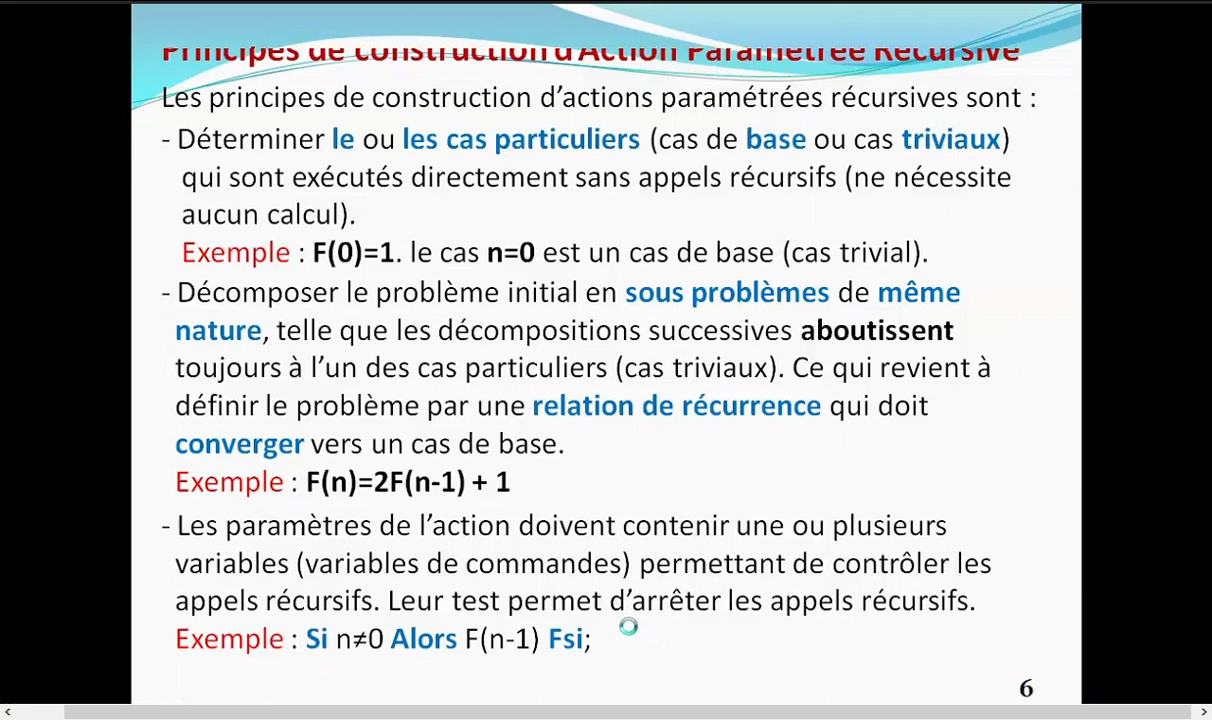 Principes de construction d'Action Paramétrée Récursive
Les principes de construction d’actions paramétrées récursives sont :
- Déterminer le ou les cas particuliers (cas de base ou cas triviaux)
qui sont exécutés directement sans appels récursifs (ne nécessite
aucun calcul).
Exemple : F(0)=1. le cas n=0 est un cas de base (cas trivial).
- Décomposer le problème initial en sous problèmes de même
nature, telle que les décompositions successives aboutissent
toujours à l’un des cas particuliers (cas triviaux). Ce qui revient à
définir le problème par une relation de récurrence qui doit
converger vers un cas de base.
Exemple : F(n)=2F(n-1) + 1
- Les paramètres de l’action doivent contenir une ou plusieurs
variables (variables de commandes) permettant de contrôler les
appels récursifs. Leur test permet d’arrêter les appels récursifs.
Exemple : Si n≠0 Alors F(n-1) Fsi;
6